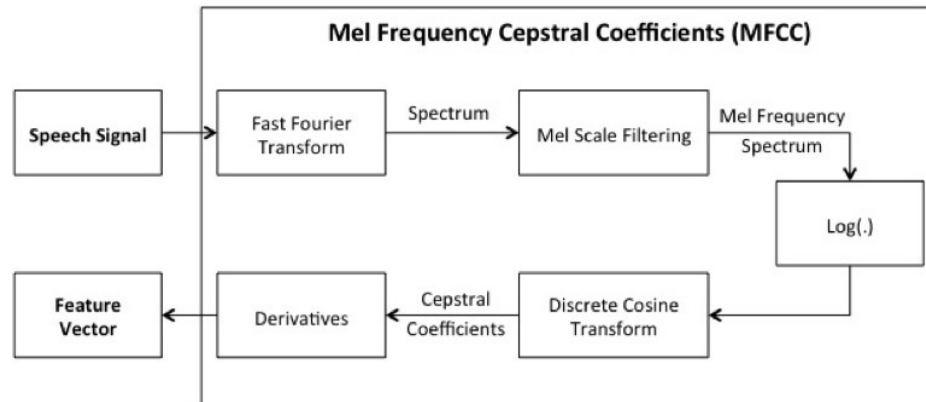 Mel Frequency Cepstral Coefficients (MFCC)
Speech Signal
Fast Fourier
Transform
Spectrum
Mel Scale Filtering
Mel Frequency
Spectrum
Log(.)
Discrete Cosine
Transform
Cepstral
Coefficients
Derivatives
Feature
Vector